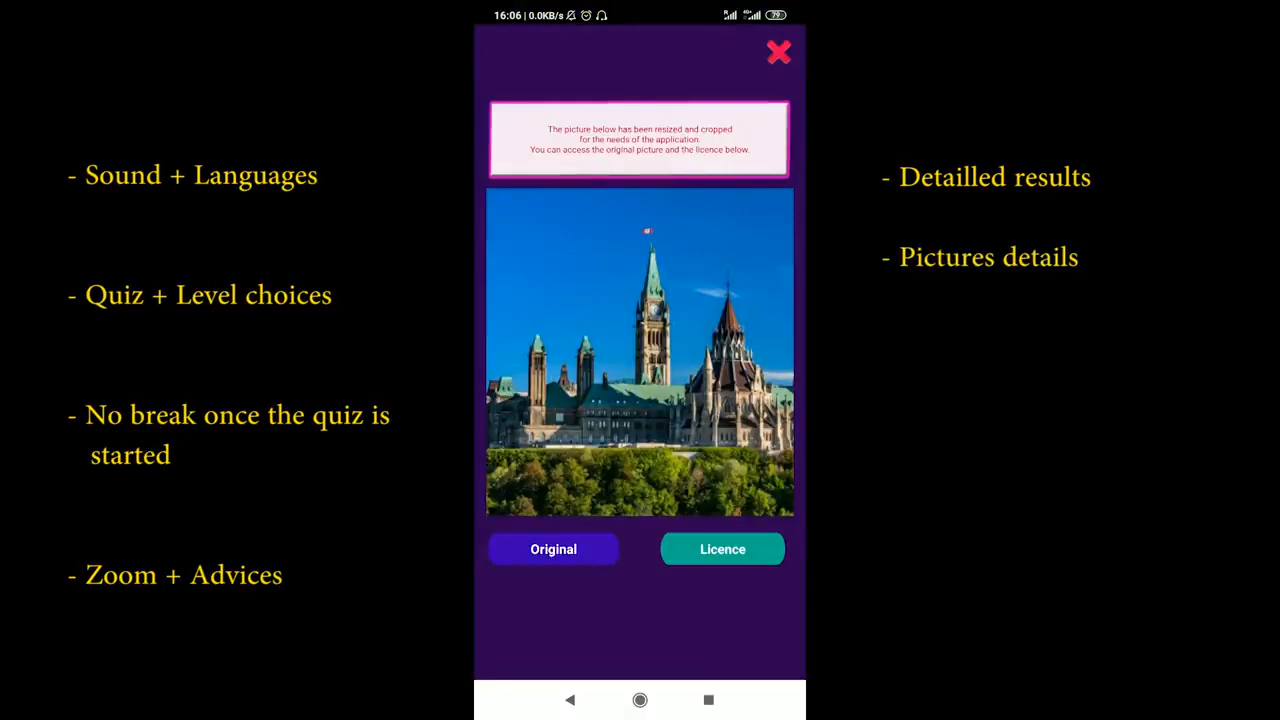 16:06 | 0.0KB/s
R
4G+
79
The picture below has been resized and cropped
for the needs of the application.
You can access the original picture and the licence below.
Original
Licence
- Sound + Languages
- Quiz + Level choices
- No break once the quiz is
started
- Zoom + Advices
- Detailled results
- Pictures details